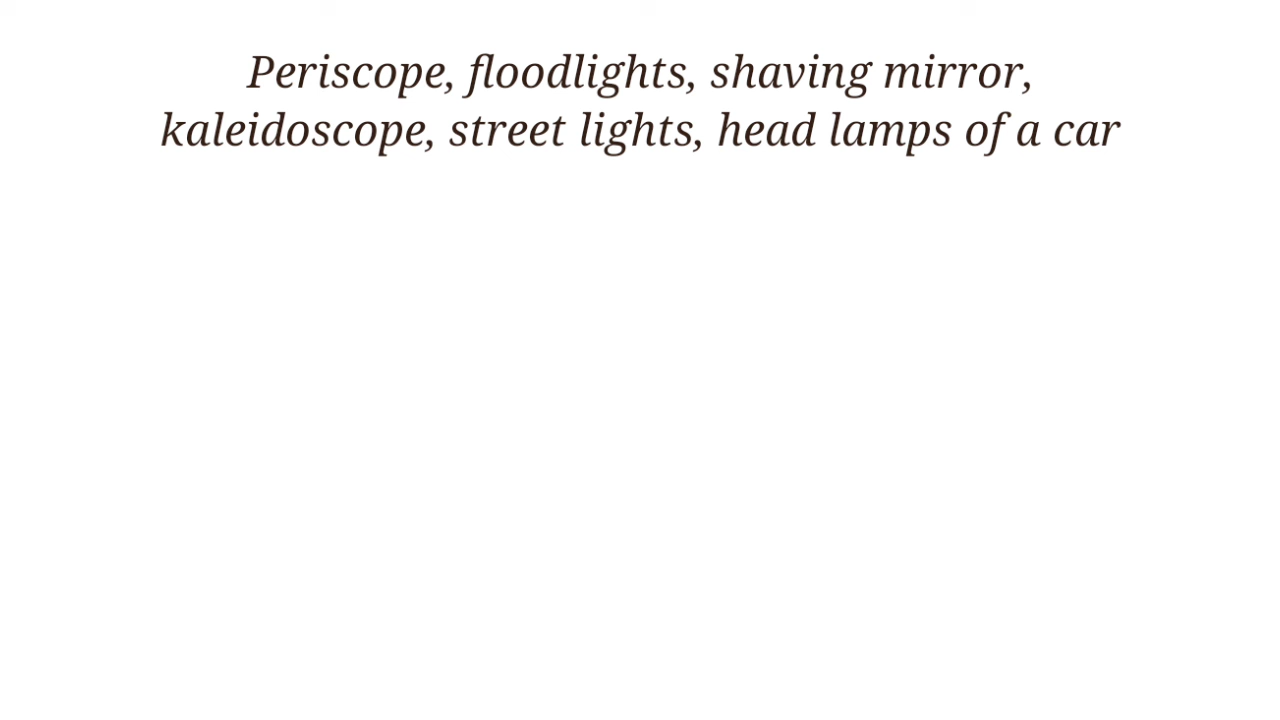 Periscope, floodlights, shaving mirror,
kaleidoscope, street lights, head lamps of a car